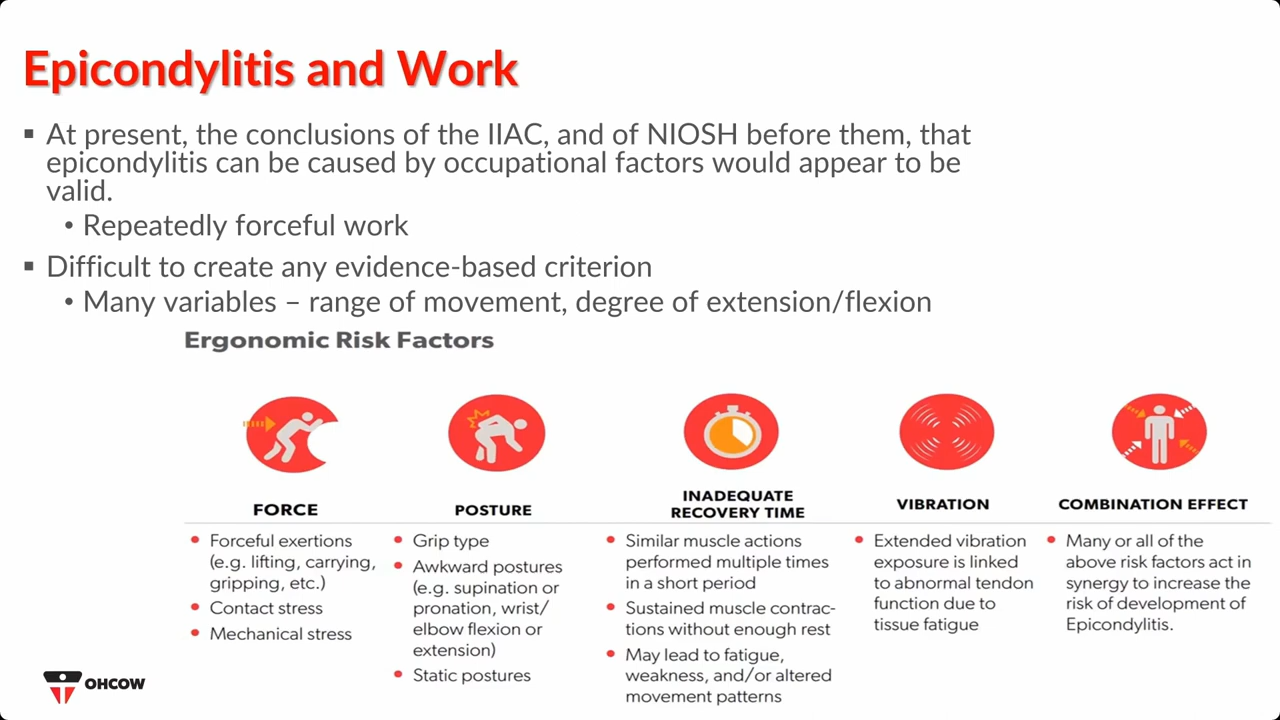 Epicondylitis and Work
▪ At present, the conclusions of the IIAC, and of NIOSH before them, that
epicondylitis can be caused by occupational factors would appear to be
valid.
• Repeatedly forceful work
▪ Difficult to create any evidence-based criterion
• Many variables – range of movement, degree of extension/flexion
Ergonomic Risk Factors
FORCE
• Forceful exertions
(e.g. lifting, carrying,
gripping, etc.)
• Contact stress
• Mechanical stress
POSTURE
• Grip type
• Awkward postures
(e.g. supination or
pronation, wrist/
elbow flexion or
extension)
• Static postures
INADEQUATE
RECOVERY TIME
• Similar muscle actions
performed multiple times
in a short period
• Sustained muscle contrac-
tions without enough rest
• May lead to fatigue,
weakness, and/or altered
movement patterns
VIBRATION
• Extended vibration
exposure is linked
to abnormal tendon
function due to
tissue fatigue
COMBINATION EFFECT
• Many or all of the
above risk factors act in
synergy to increase the
risk of development of
Epicondylitis.
OHCOW